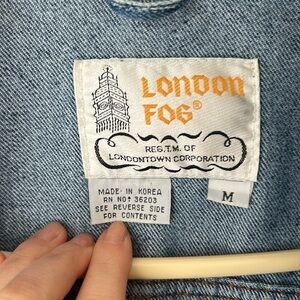 LONDON
FOG®
REG.T.M. OF
LONDONTOWN CORPORATION
MADE IN KOREA
RN NO# 36203
SEE REVERSE SIDE
FOR CONTENTS
M